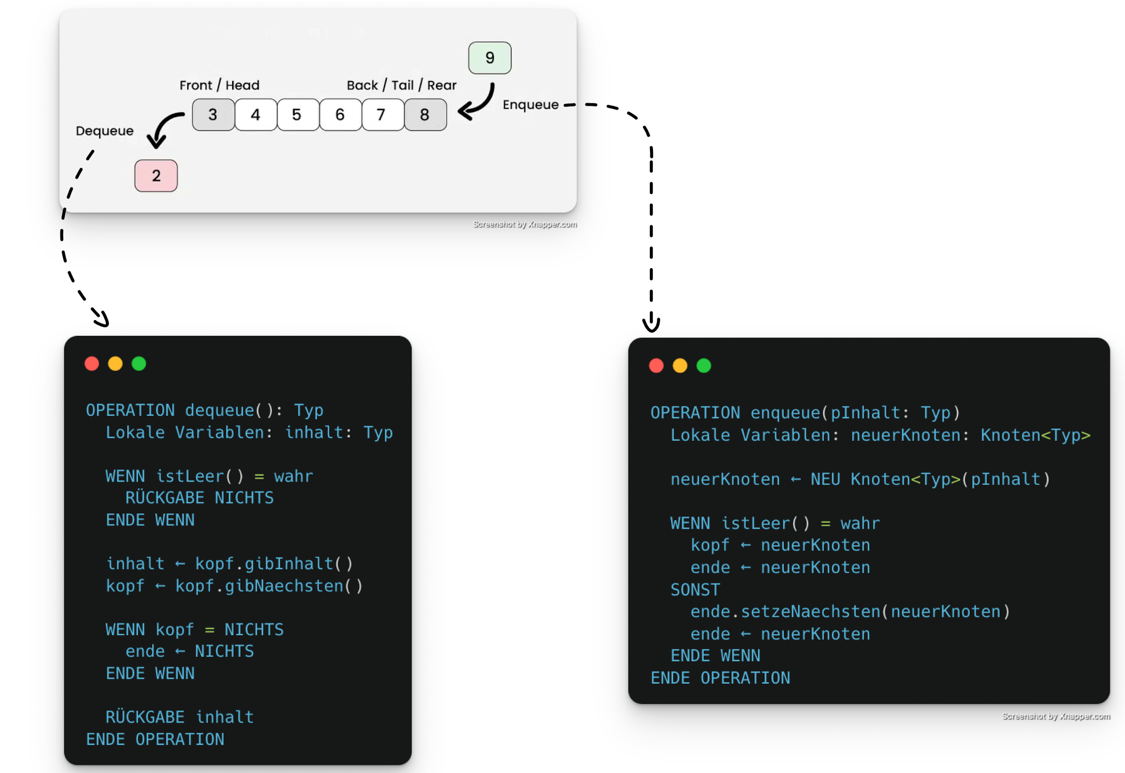 9
Front / Head
Back / Tail / Rear
Enqueue
3 4 5 6 7 8
Dequeue
2
Screenshot by Xnapper.com
OPERATION dequeue(): Typ
Lokale Variablen: inhalt: Typ
WENN istLeer() = wahr
RÜCKGABE NICHTS
ENDE WENN
inhalt ← kopf.gibInhalt()
kopf ← kopf.gibNaechsten()
WENN kopf = NICHTS
ende ← NICHTS
ENDE WENN
RÜCKGABE inhalt
ENDE OPERATION
OPERATION enqueue(pInhalt: Typ)
Lokale Variablen: neuerKnoten: Knoten<Typ>
neuerKnoten ← NEU Knoten<Typ>(pInhalt)
WENN istLeer() = wahr
kopf ← neuerKnoten
ende ← neuerKnoten
SONST
ende.setzeNaechsten(neuerKnoten)
ende ← neuerKnoten
ENDE WENN
ENDE OPERATION
Screenshot by Xnapper.com